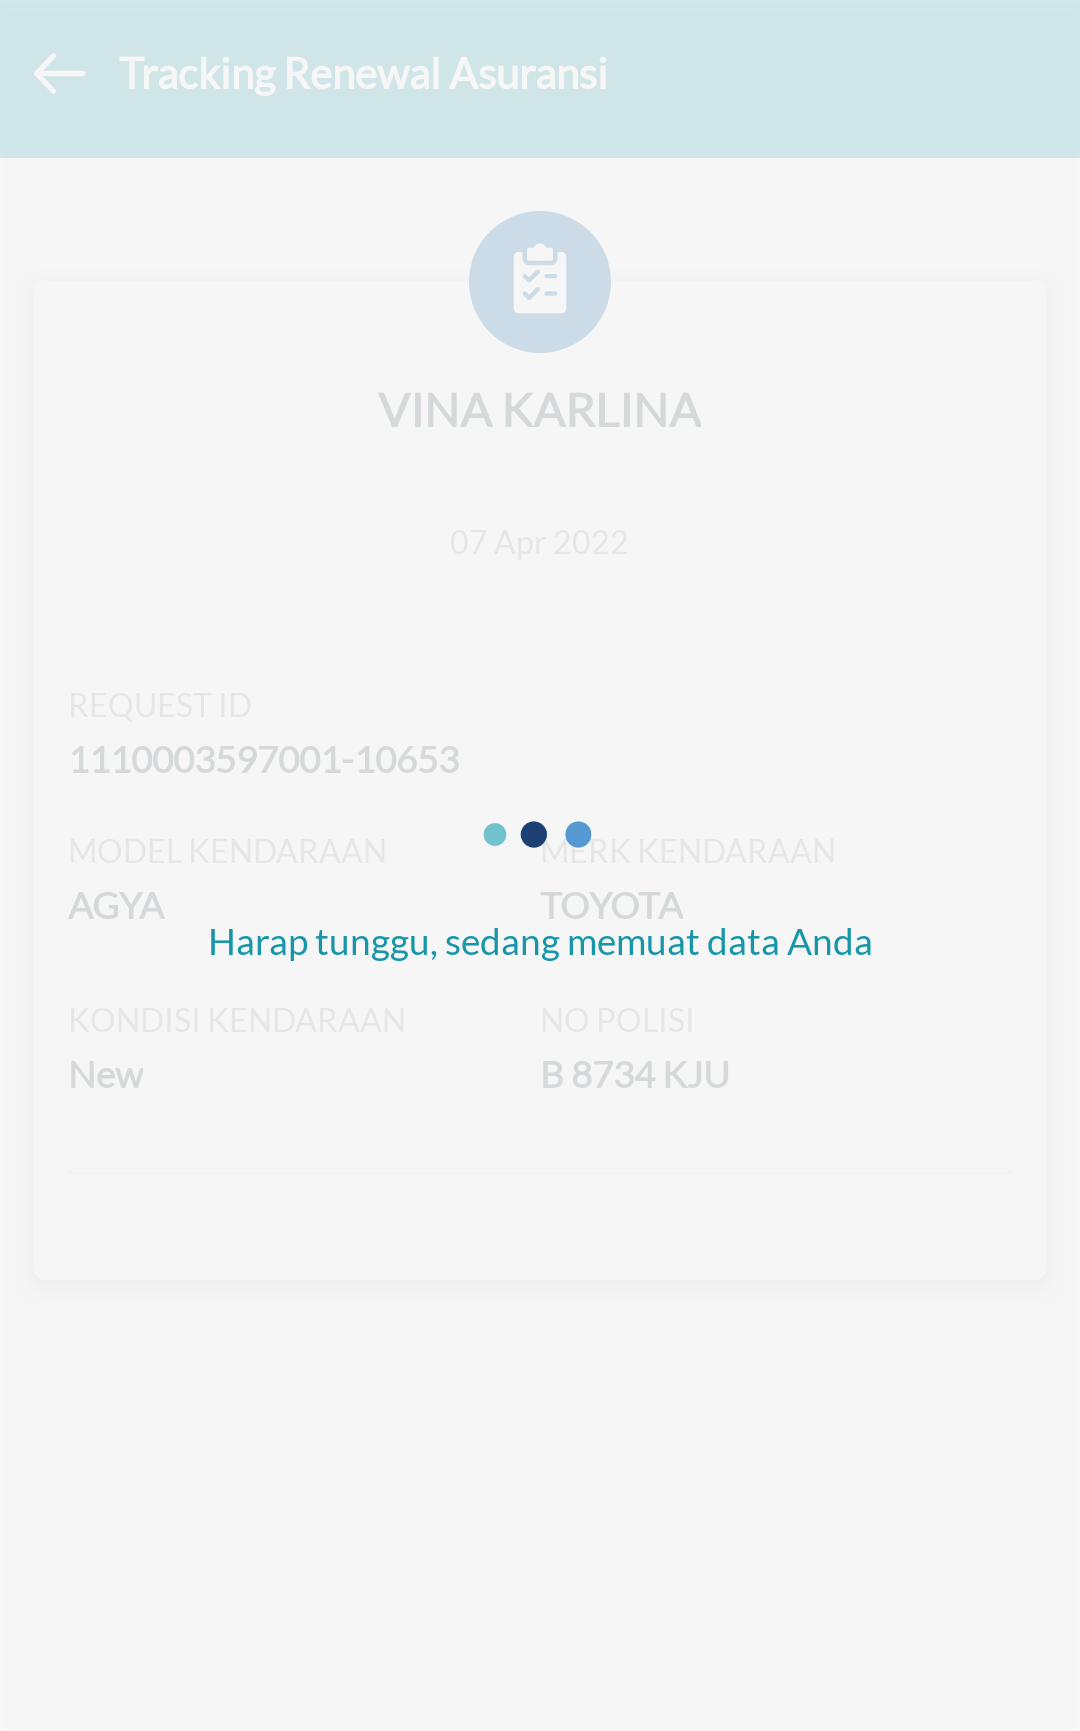 Tracking Renewal Asuransi
VINA KARLINA
07 Apr 2022
REQUEST ID
1110003597001-10653
MODEL KENDARAAN
MERK KENDARAAN
AGYA
TOYOTA
Harap tunggu, sedang memuat data Anda
KONDISI KENDARAAN
NO POLISI
New
B 8734 KJU